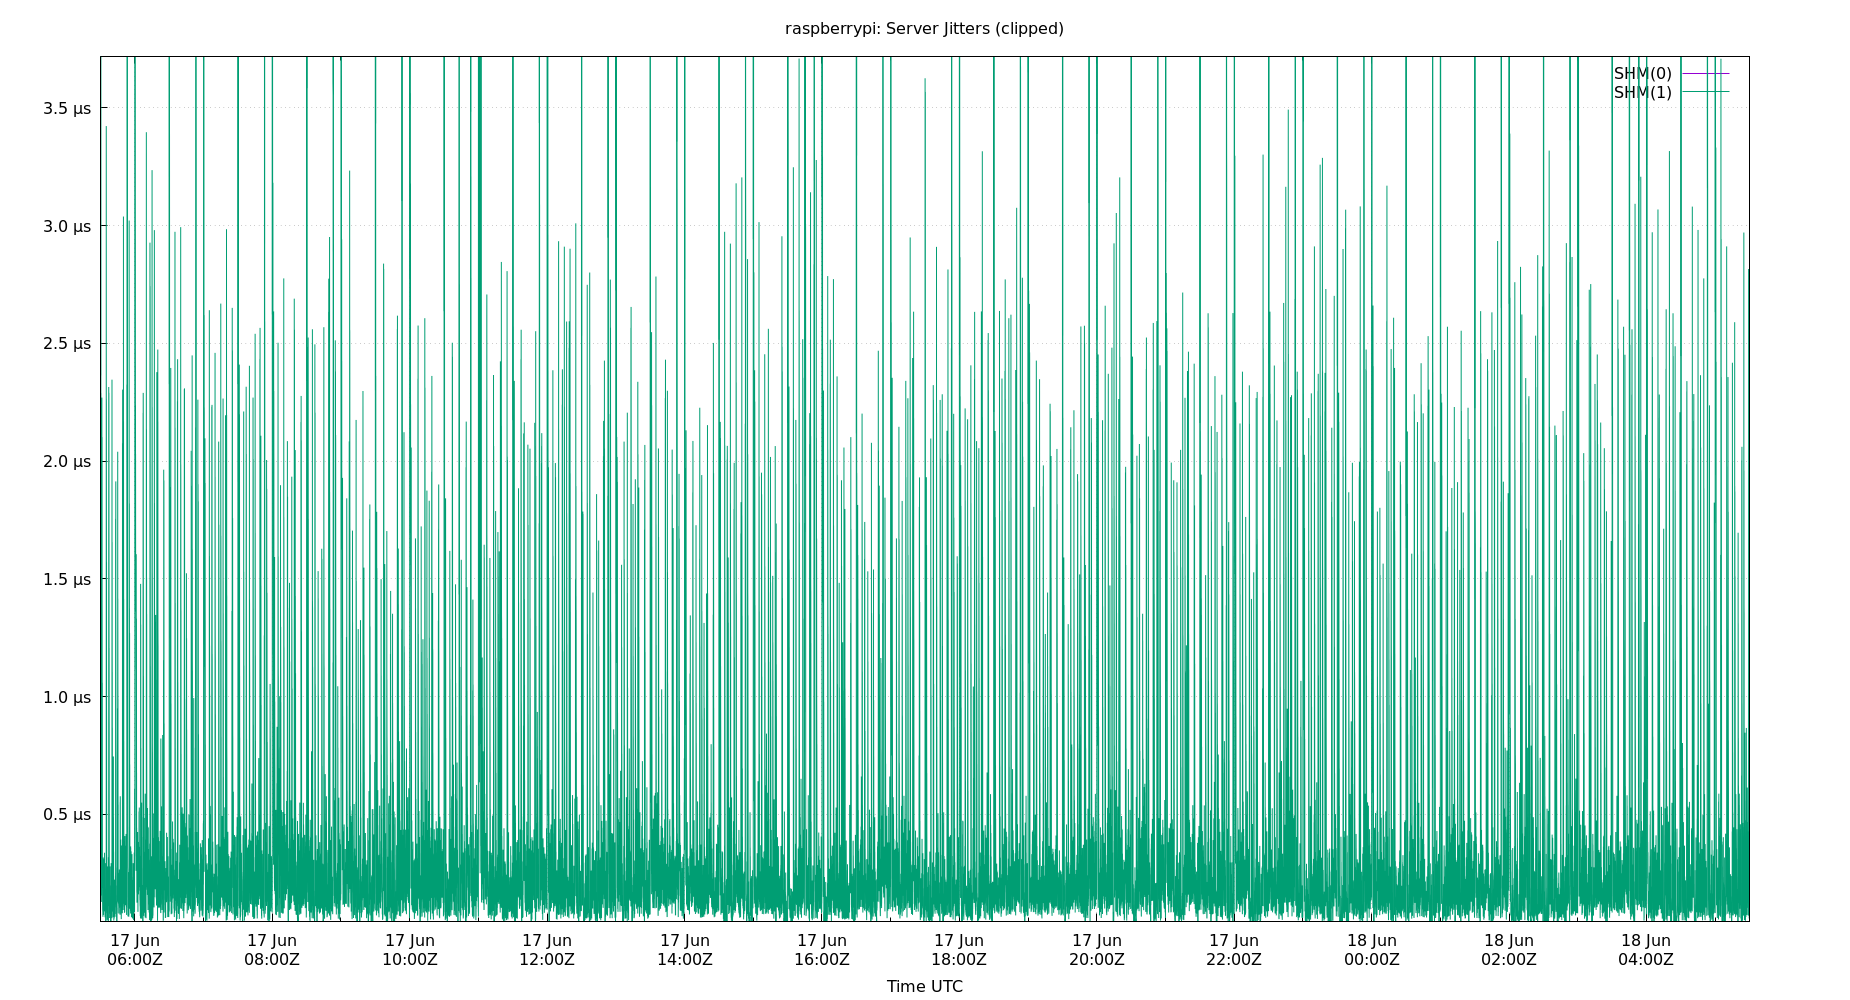 raspberrypi: Server Jitters (clipped)
SHM(0)
SHM(1)
3.5 µs
3.0 µs
2.5 µs
2.0 µs
1.5 µs
1.0 µs
0.5 µs
17 Jun 17 Jun 17 Jun 17 Jun 17 Jun 17 Jun 17 Jun 17 Jun 17 Jun 18 Jun 18 Jun 18 Jun
06:00Z 08:00Z 10:00Z 12:00Z 14:00Z 16:00Z 18:00Z 20:00Z 22:00Z 00:00Z 02:00Z 04:00Z
Time UTC